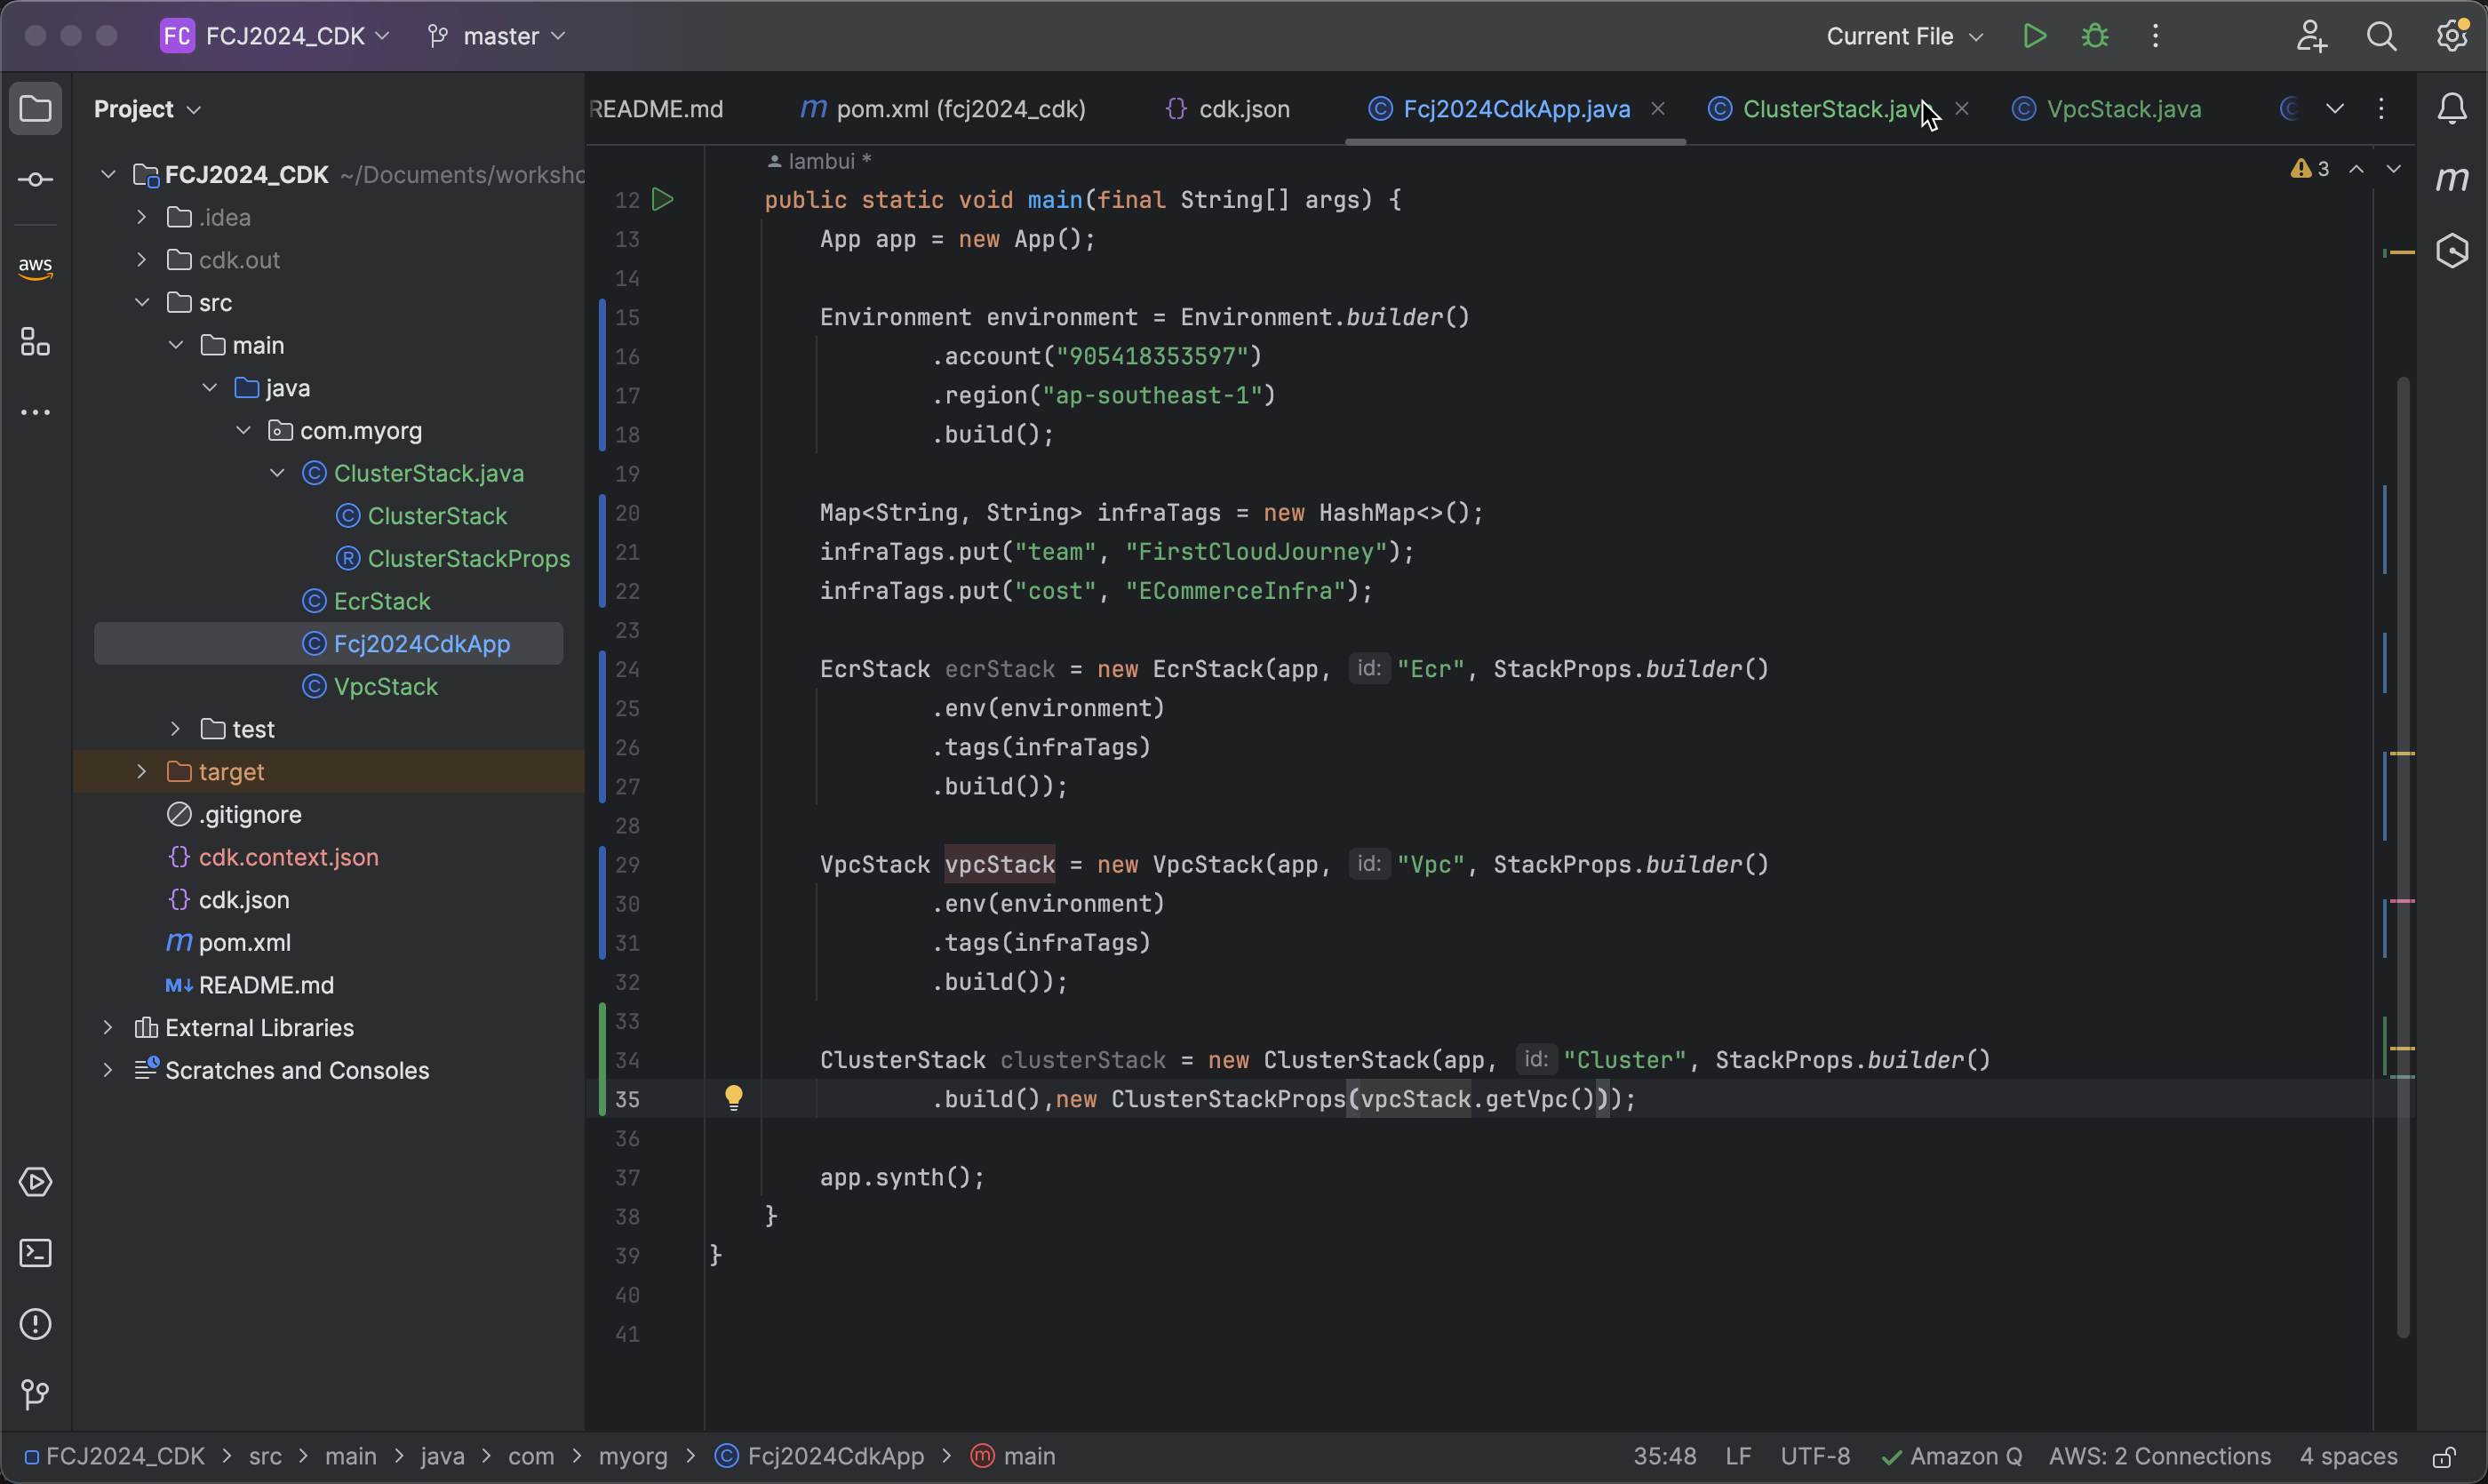 FC FCJ2024_CDK master Current File
Project
README.md
m pom.xml (fcj2024_cdk)
{} cdk.json
C Fcj2024CdkApp.java
C ClusterStack.jav
C VpcStack.java
C
aws
FCJ2024_CDK ~/Documents/worksho
.idea
cdk.out
src
main
java
com.myorg
C ClusterStack.java
C ClusterStack
R ClusterStackProps
C EcrStack
C Fcj2024CdkApp
C VpcStack
test
target
.gitignore
{} cdk.context.json
{} cdk.json
m pom.xml
M↓ README.md
External Libraries
Scratches and Consoles
lambui *
3
m
12 public static void main(final String[] args) {
13 App app = new App();
14
15 Environment environment = Environment.builder()
16 .account("905418353597")
17 .region("ap-southeast-1")
18 .build();
19
20 Map<String, String> infraTags = new HashMap<>();
21 infraTags.put("team", "FirstCloudJourney");
22 infraTags.put("cost", "ECommerceInfra");
23
24 EcrStack ecrStack = new EcrStack(app, id: "Ecr", StackProps.builder()
25 .env(environment)
26 .tags(infraTags)
27 .build());
28
29 VpcStack vpcStack = new VpcStack(app, id: "Vpc", StackProps.builder()
30 .env(environment)
31 .tags(infraTags)
32 .build());
33
34 ClusterStack clusterStack = new ClusterStack(app, id: "Cluster", StackProps.builder()
35 .build(),new ClusterStackProps(vpcStack.getVpc()));
36
37 app.synth();
38 }
39 }
40
41
FCJ2024_CDK > src > main > java > com > myorg > C Fcj2024CdkApp > m main
35:48 LF UTF-8 ✓ Amazon Q AWS: 2 Connections 4 spaces